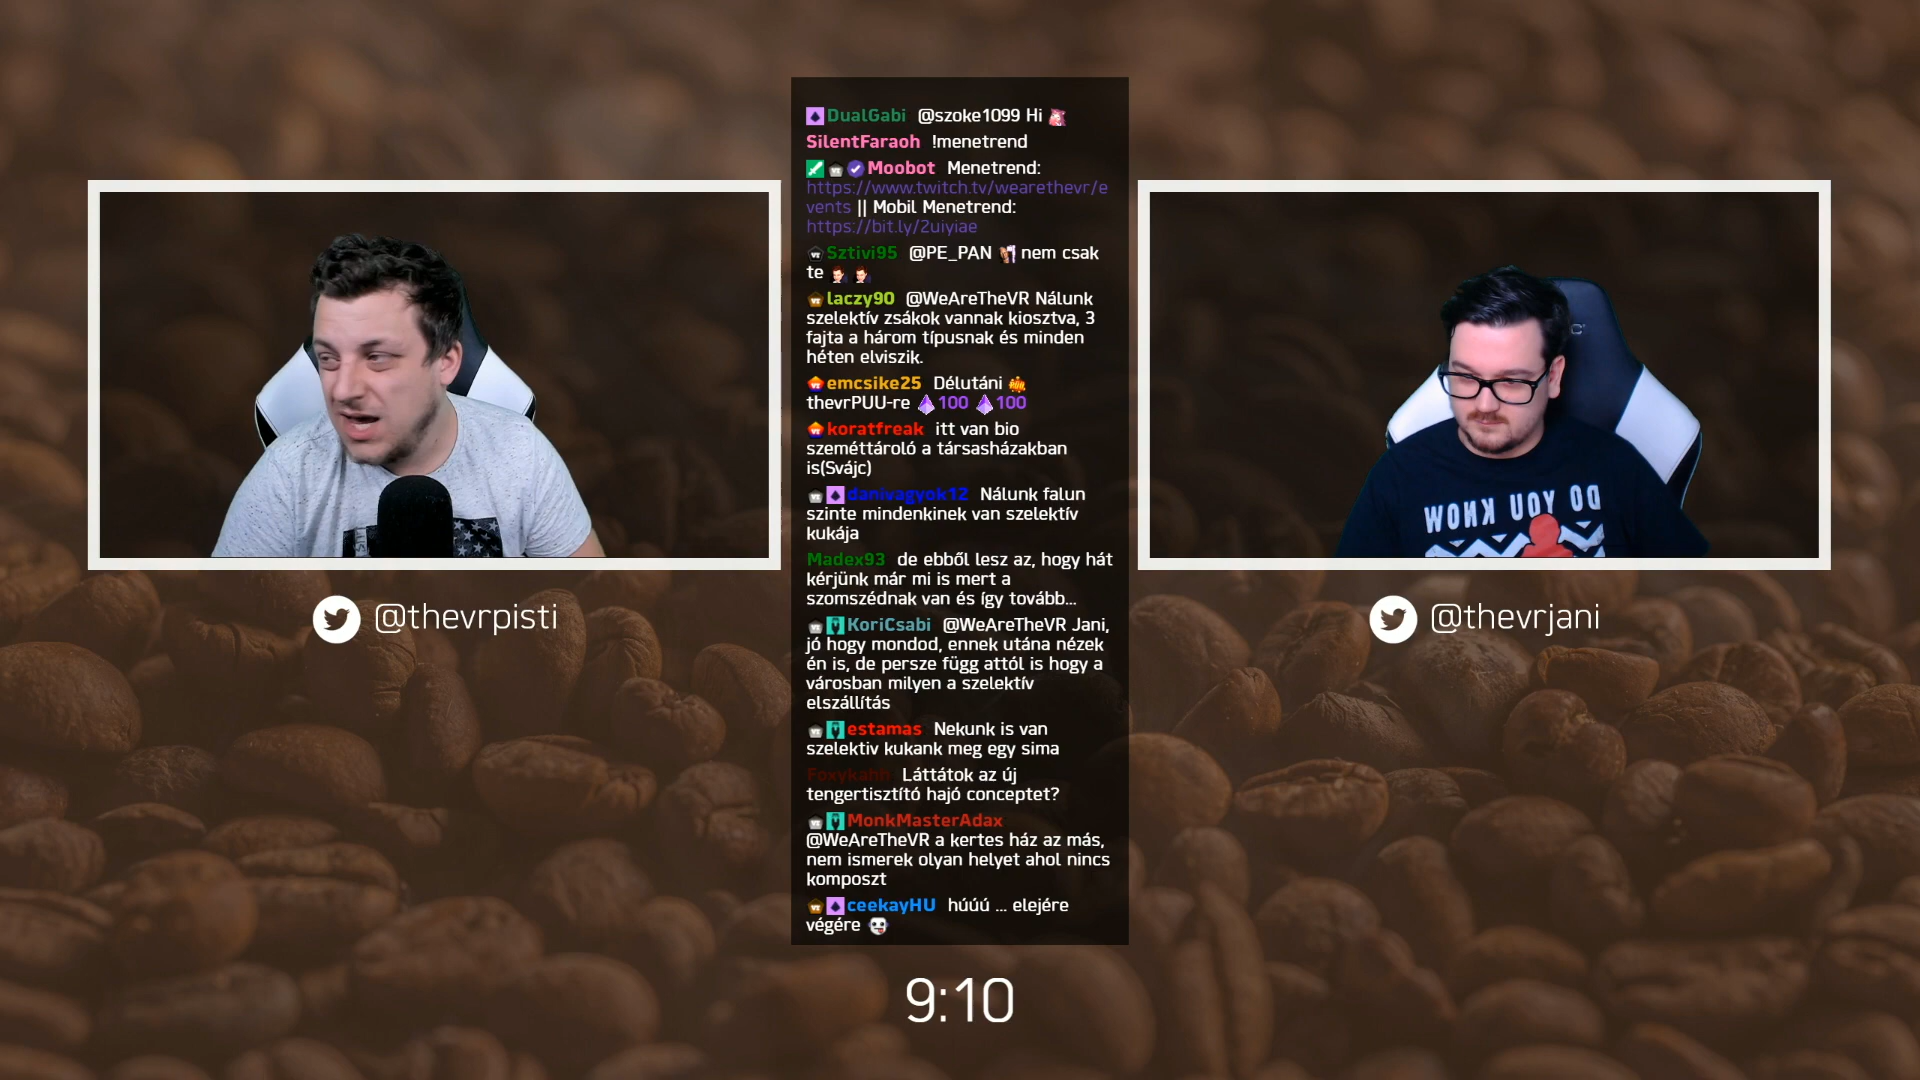 DualGabi @szoke1099 Hi
SilentFaraoh !menetrend
Moobot Menetrend:
https://www.twitch.tv/wearethevr/e
vents || Mobil Menetrend:
https://bit.ly/2uiyiae
Sztivi95 @PE_PAN nem csak
te
laczy90 @WeAreTheVR Nálunk
szelektív zsákok vannak kiosztva, 3
fajta a három típusnak és minden
héten elviszik.
emcsike25 Délutáni
thevrPUU-re 100 100
koratfreak itt van bio
szeméttároló a társasházakban
is(Svájc)
danivagyok12 Nálunk falun
szinte mindenkinek van szelektív
kukája
Madex93 de ebből lesz az, hogy hát
kérjünk már mi is mert a
szomszédnak van és így tovább...
KoriCsabi @WeAreTheVR Jani,
jó hogy mondod, ennek utána nézek
én is, de persze függ attól is hogy a
városban milyen a szelektív
elszállítás
estamas Nekunk is van
szelektiv kukank meg egy sima
Foxykahh Láttátok az új
tengertisztító hajó conceptet?
MonkMasterAdax
@WeAreTheVR a kertes ház az más,
nem ismerek olyan helyet ahol nincs
komposzt
ceekayHU húúú ... elejére
végére
@thevrpisti
DO YOU
KNOW
@thevrjani
9:10